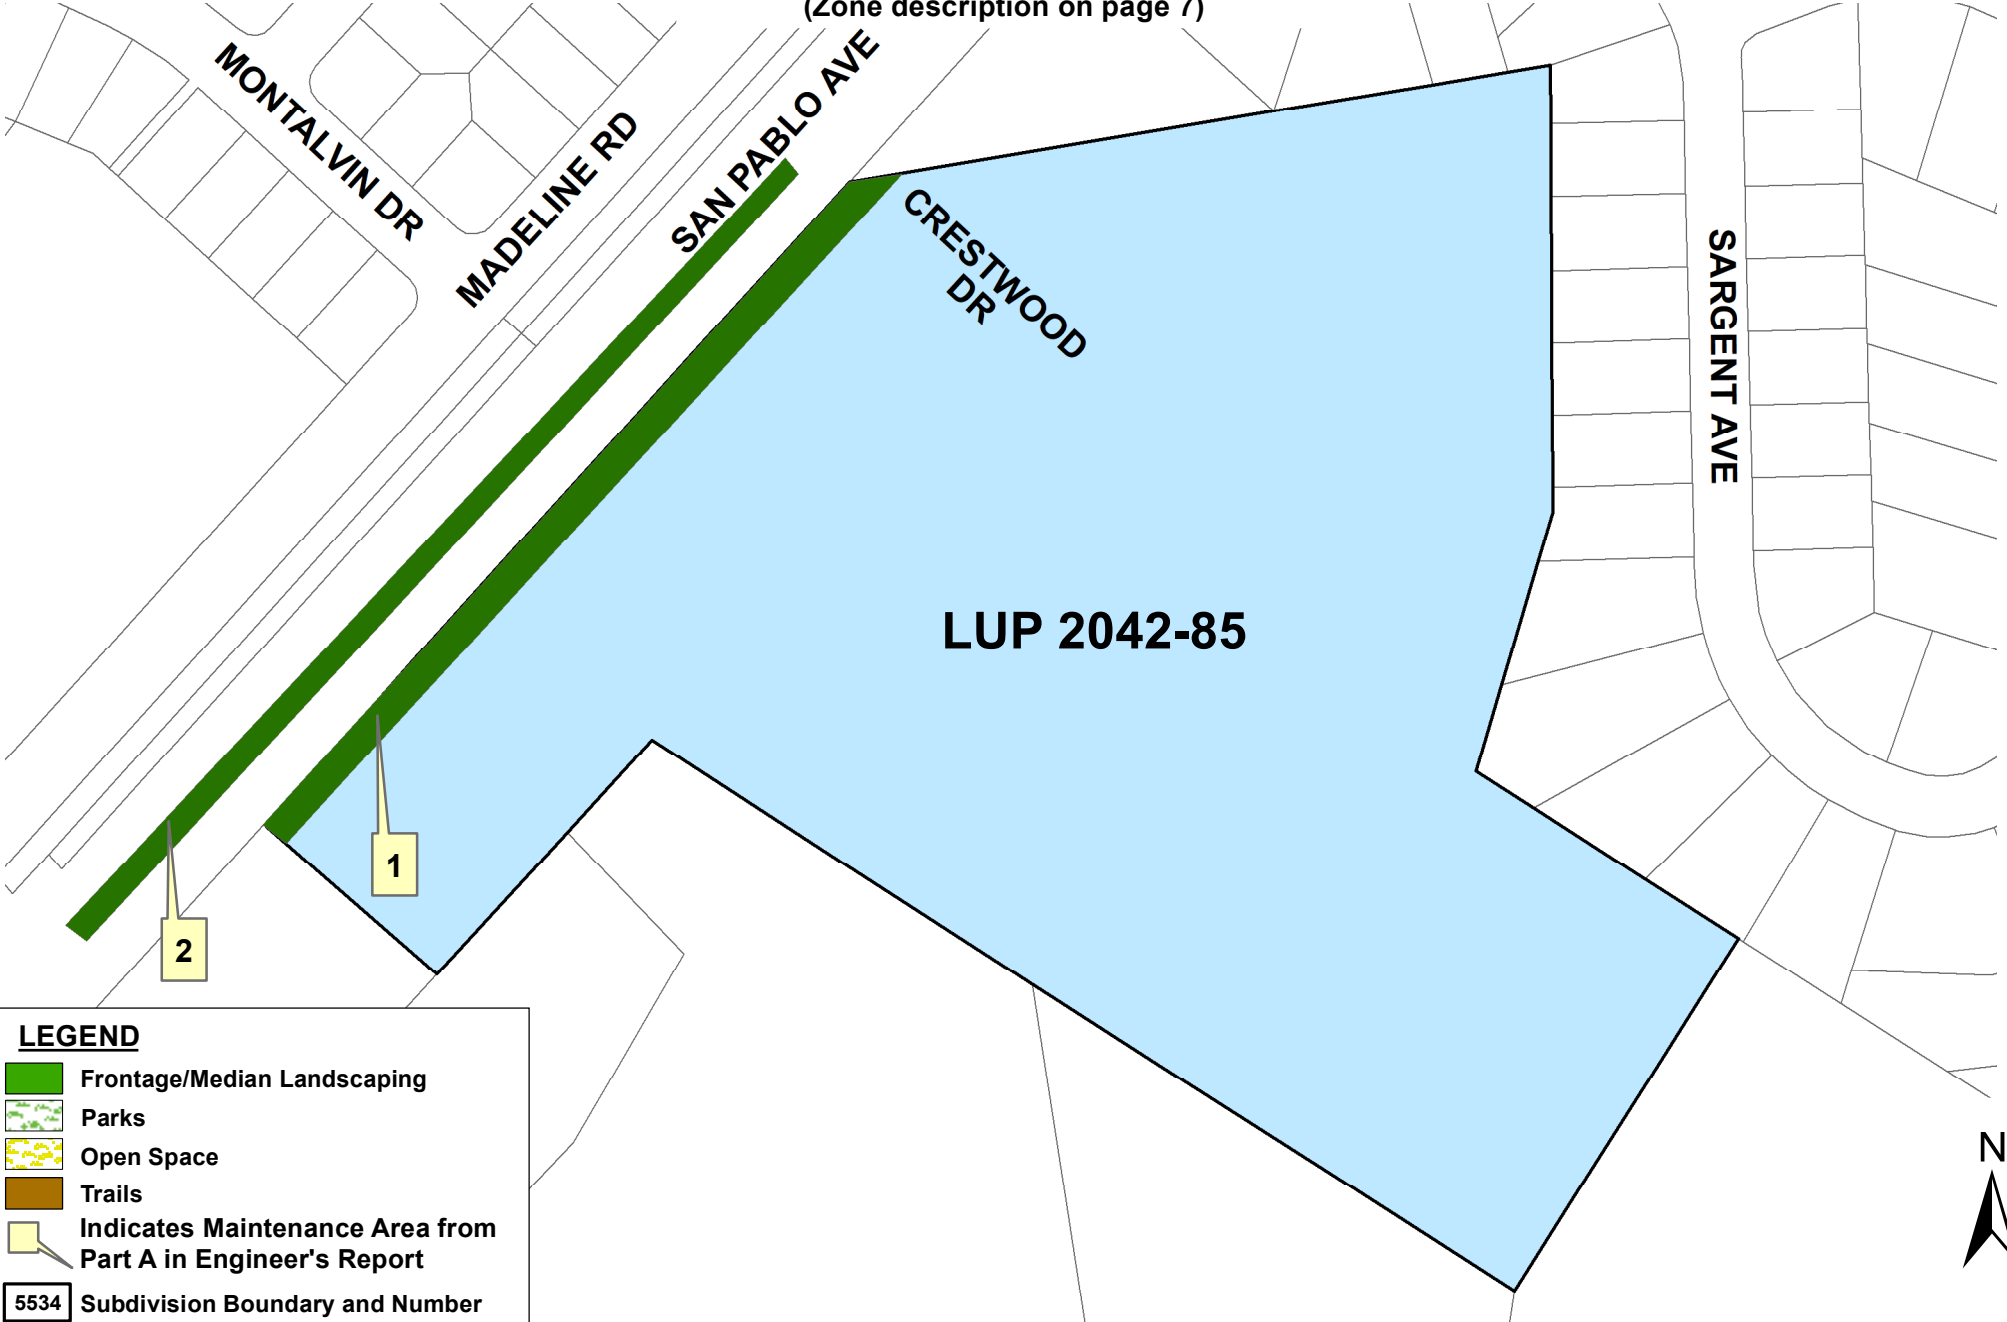 (Zone description on page 7)
MONTALVIN DR
MADELINE RD
SAN PABLO AVE
CRESTWOOD
DR
SARGENT AVE
LUP 2042-85
1
2
LEGEND
Frontage/Median Landscaping
Parks
Open Space
Trails
Indicates Maintenance Area from
Part A in Engineer's Report
5534 Subdivision Boundary and Number
N